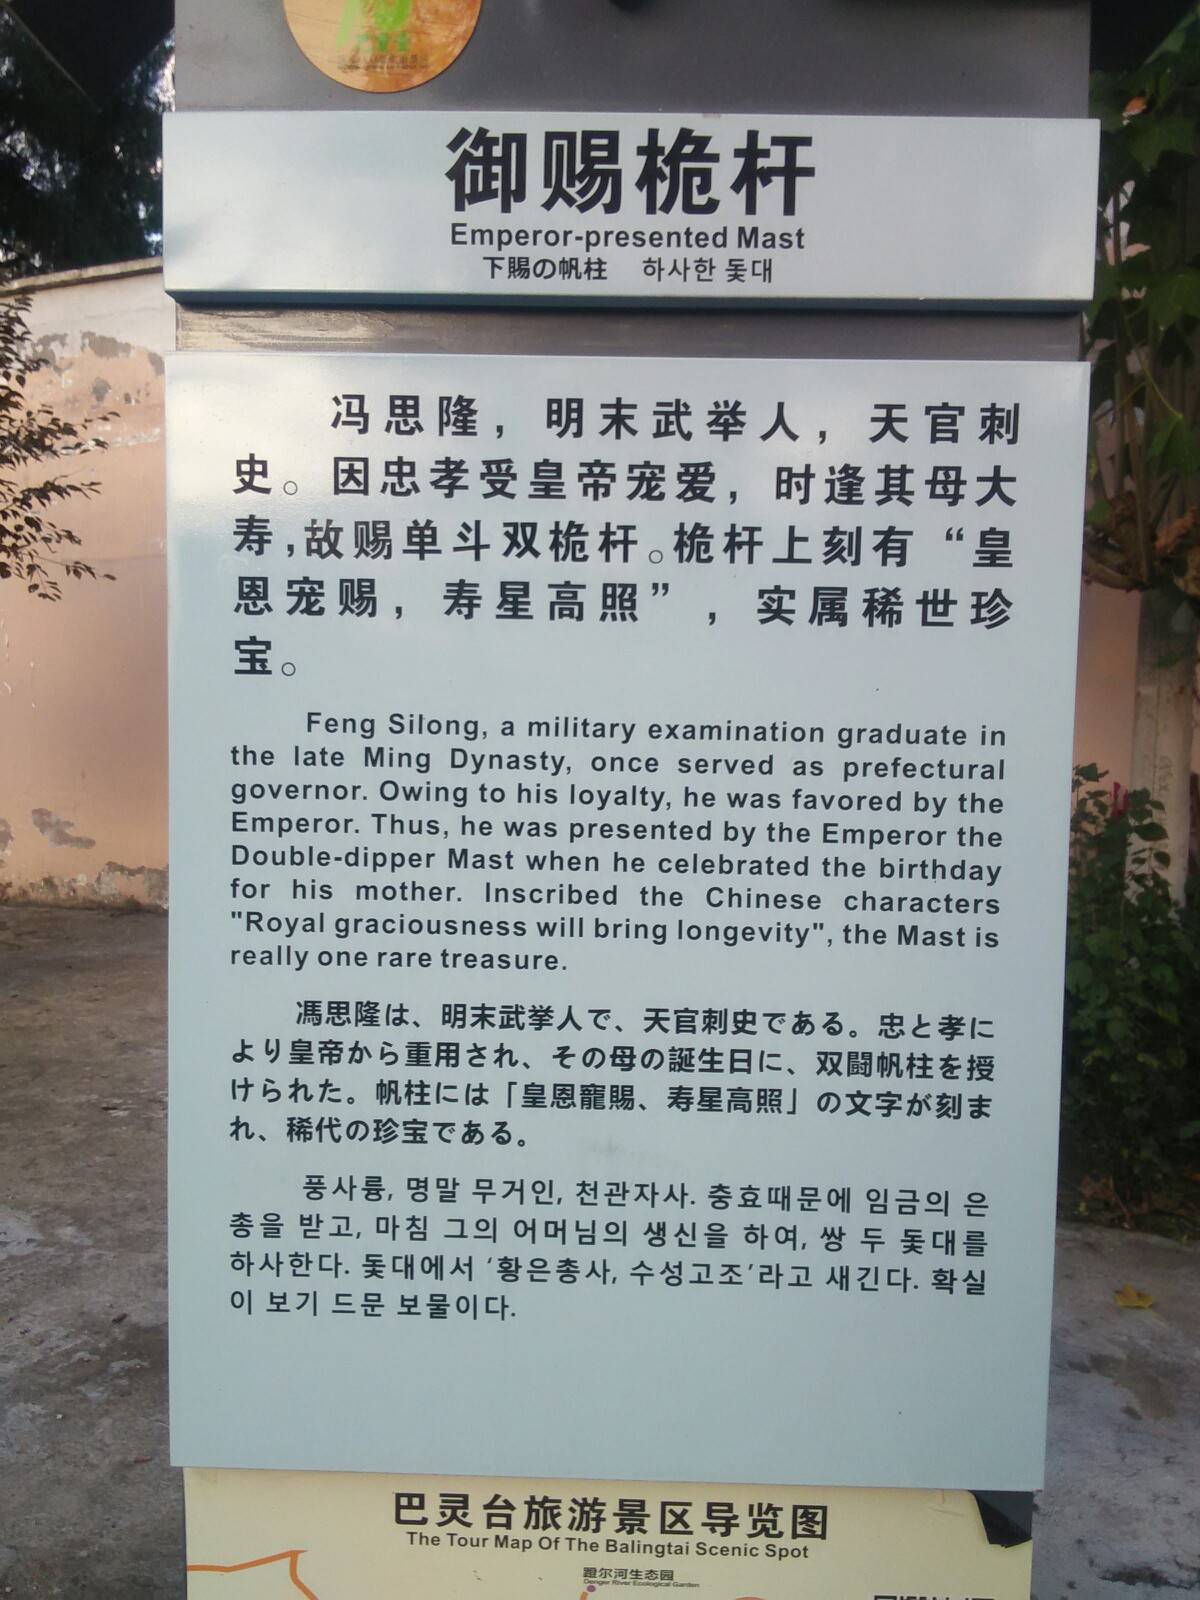 御赐桅杆
Emperor-presented Mast
下賜の帆柱 하사한 돛대
冯思隆，明末武举人，天官刺
史。因忠孝受皇帝宠爱，时逢其母大
寿,故赐单斗双桅杆。桅杆上刻有“皇
恩宠赐，寿星高照”，实属稀世珍
宝。
Feng Silong, a military examination graduate in
the late Ming Dynasty, once served as prefectural
governor. Owing to his loyalty, he was favored by the
Emperor. Thus, he was presented by the Emperor the
Double-dipper Mast when he celebrated the birthday
for his mother. Inscribed the Chinese characters
"Royal graciousness will bring longevity", the Mast is
really one rare treasure.
馮思隆は、明末武挙人で、天官刺史である。忠と孝に
より皇帝から重用され、その母の誕生日に、双闘帆柱を授
けられた。帆柱には「皇恩寵賜、寿星高照」の文字が刻ま
れ、稀代の珍宝である。
풍사륭, 명말 무거인, 천관자사. 충효때문에 임금의 은
총을 받고, 마침 그의 어머님의 생신을 하여, 쌍 두 돛대를
하사한다. 돛대에서 ‘황은총사, 수성고조’라고 새긴다. 확실
이 보기 드문 보물이다.
巴灵台旅游景区导览图
The Tour Map Of The Balingtai Scenic Spot
蹬尔河生态园
Denger River Ecological Garden